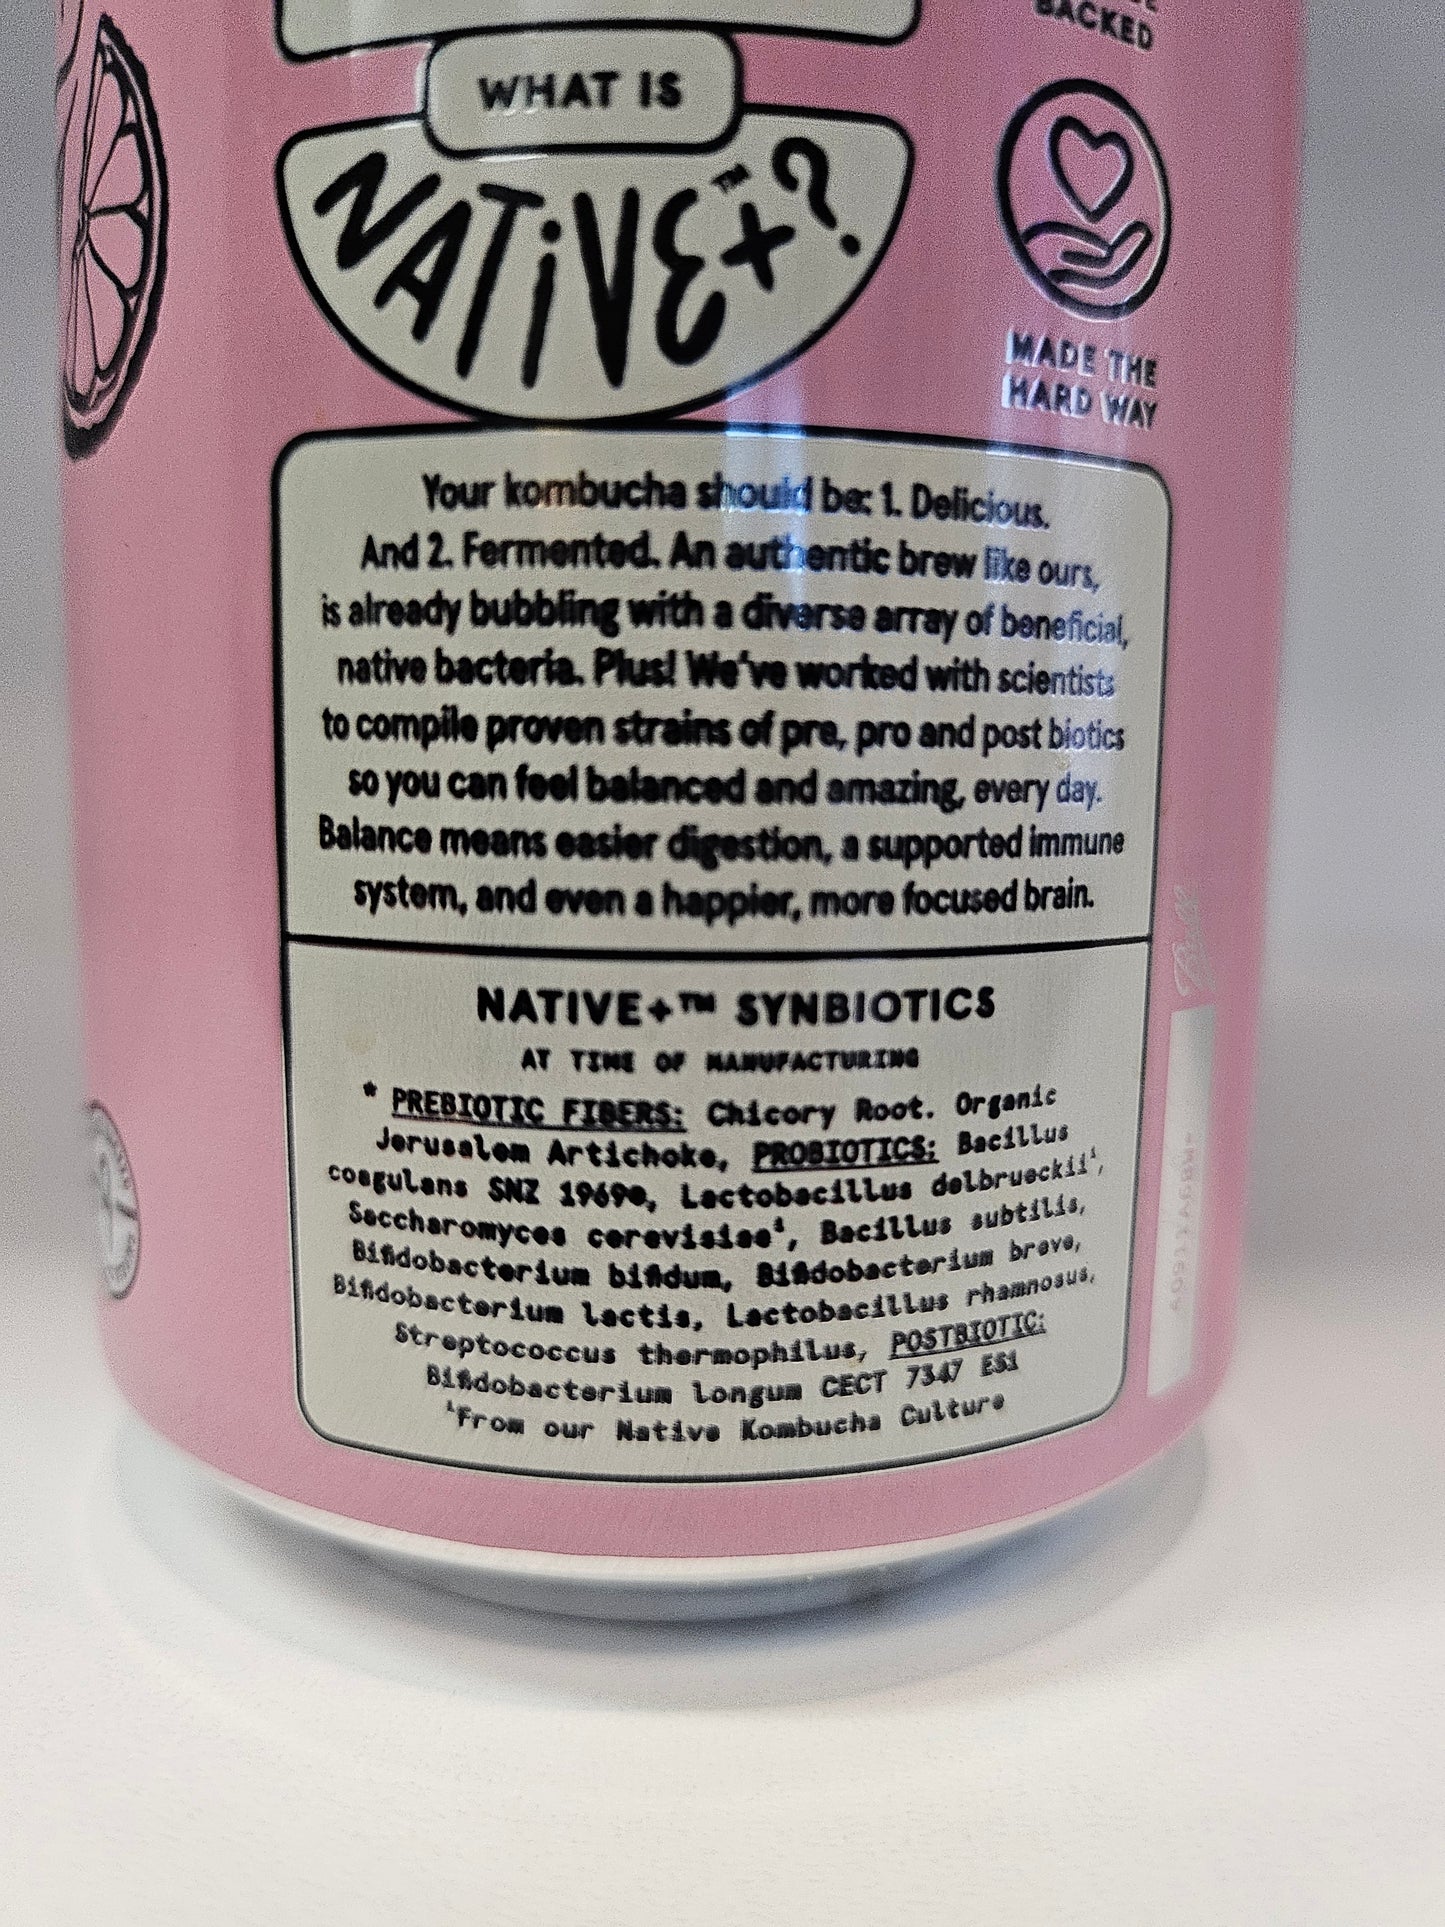 BACKED
WHAT IS
NATiVE+™?
MADE THE
HARD WAY
Your kombucha should be: 1. Delicious.
And 2. Fermented. An authentic brew like ours,
is already bubbling with a diverse array of beneficial,
native bacteria. Plus! We've worked with scientists
to compile proven strains of pre, pro and post biotics
so you can feel balanced and amazing, every day.
Balance means easier digestion, a supported immune
system, and even a happier, more focused brain.
NATIVE+™ SYNBIOTICS
AT TIME OF MANUFACTURING
* PREBIOTIC FIBERS: Chicory Root. Organic
Jerusalem Artichoke, PROBIOTICS: Bacillus
coagulans SNZ 1969®, Lactobacillus delbrueckii¹,
Saccharomyces cerevisiae¹, Bacillus subtilis,
Bifidobacterium bifidum, Bifidobacterium breve,
Bifidobacterium lactis, Lactobacillus rhamnosus,
Streptococcus thermophilus, POSTBIOTIC:
Bifidobacterium longum CECT 7347 ES1
¹From our Native Kombucha Culture
Ball